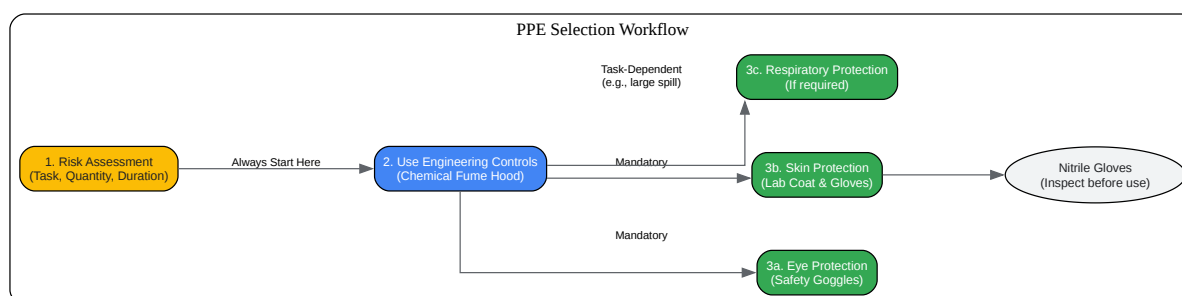 PPE Selection Workflow
Task-Dependent
(e.g., large spill)
3c. Respiratory Protection
(If required)
1. Risk Assessment
(Task, Quantity, Duration)
Always Start Here
2. Use Engineering Controls
(Chemical Fume Hood)
Mandatory
3b. Skin Protection
(Lab Coat & Gloves)
Nitrile Gloves
(Inspect before use)
Mandatory
3a. Eye Protection
(Safety Goggles)